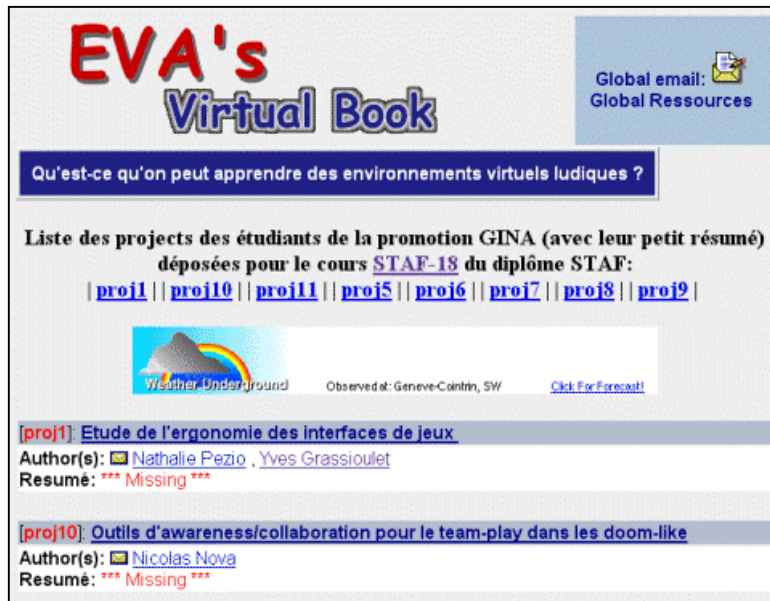 EVA's
Virtual Book
Global email:
Global Ressources
Qu'est-ce qu'on peut apprendre des environnements virtuels ludiques ?
Liste des projects des étudiants de la promotion GINA (avec leur petit résumé)
déposées pour le cours STAF-18 du diplôme STAF:
| proj1 | | proj10 | | proj11 | | proj5 | | proj6 | | proj7 | | proj8 | | proj9 |
Weather Underground Observed at: Geneve-Cointrin, SW Click For Forecast!
[proj1]: Etude de l'ergonomie des interfaces de jeux
Author(s): Nathalie Pezio , Yves Grassioulet
Resumé: *** Missing ***
[proj10]: Outils d'awareness/collaboration pour le team-play dans les doom-like
Author(s): Nicolas Nova
Resumé: *** Missing ***